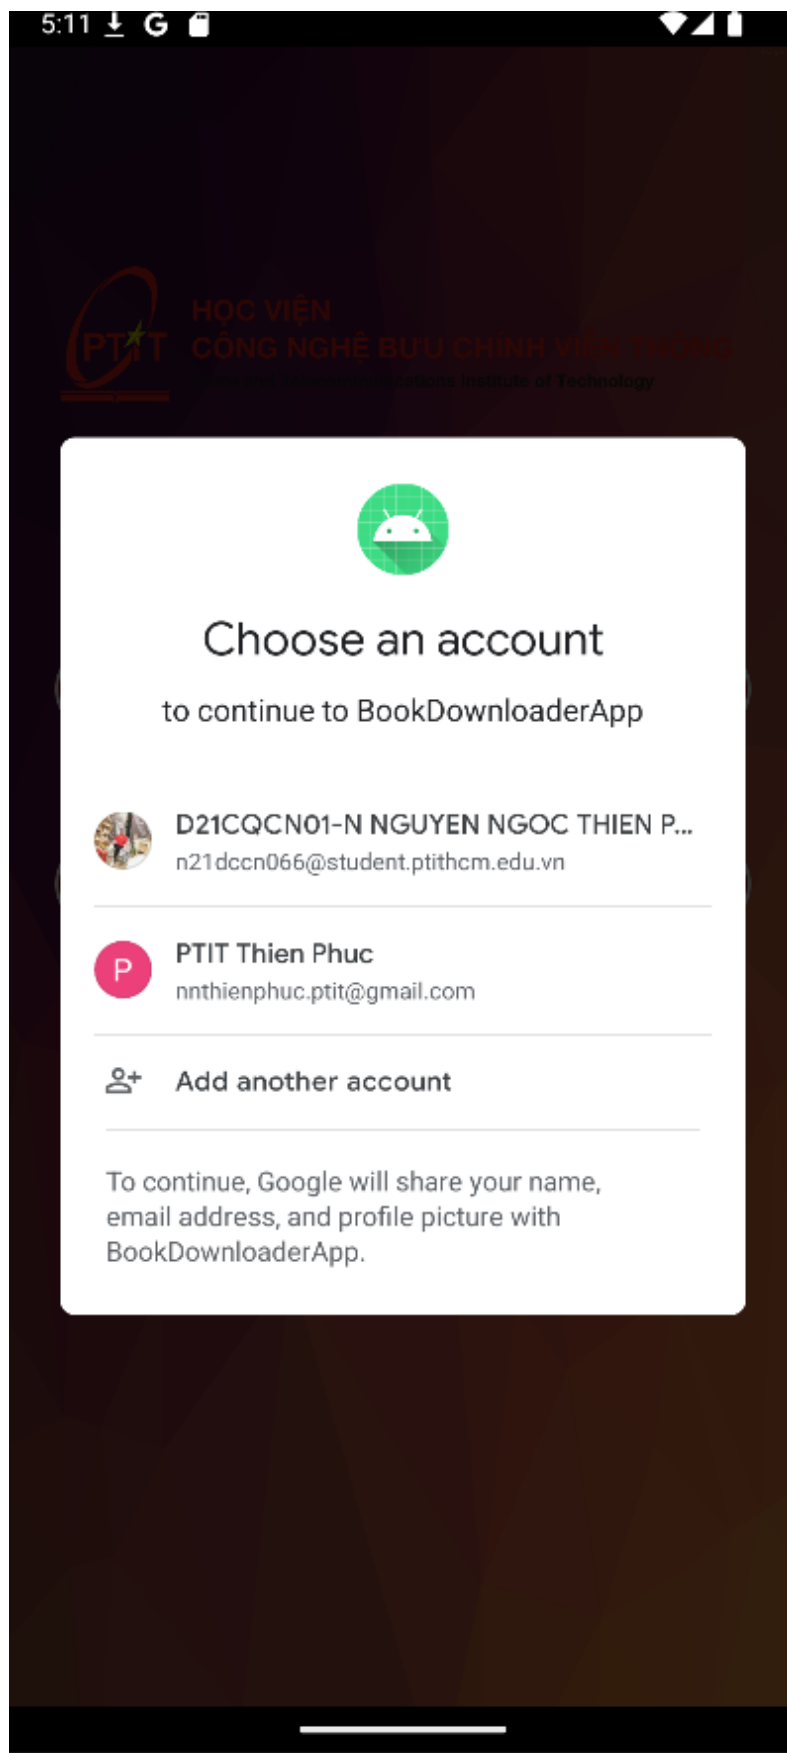 5:11
PTIT
HỌC VIỆN
CÔNG NGHỆ BƯU CHÍNH VIỄN THÔNG
Institute of Technology
Choose an account
to continue to BookDownloaderApp
D21CQCN01-N NGUYEN NGOC THIEN P...
n21dccn066@student.ptithcm.edu.vn
P
PTIT Thien Phuc
nnthienphuc.ptit@gmail.com
Add another account
To continue, Google will share your name,
email address, and profile picture with
BookDownloaderApp.